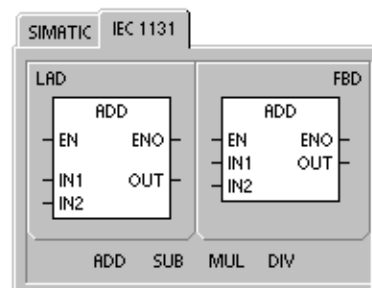 SIMATIC IEC 1131
LAD FBD
ADD ADD
EN ENO EN ENO
IN1 OUT IN1 OUT
IN2 IN2
ADD SUB MUL DIV